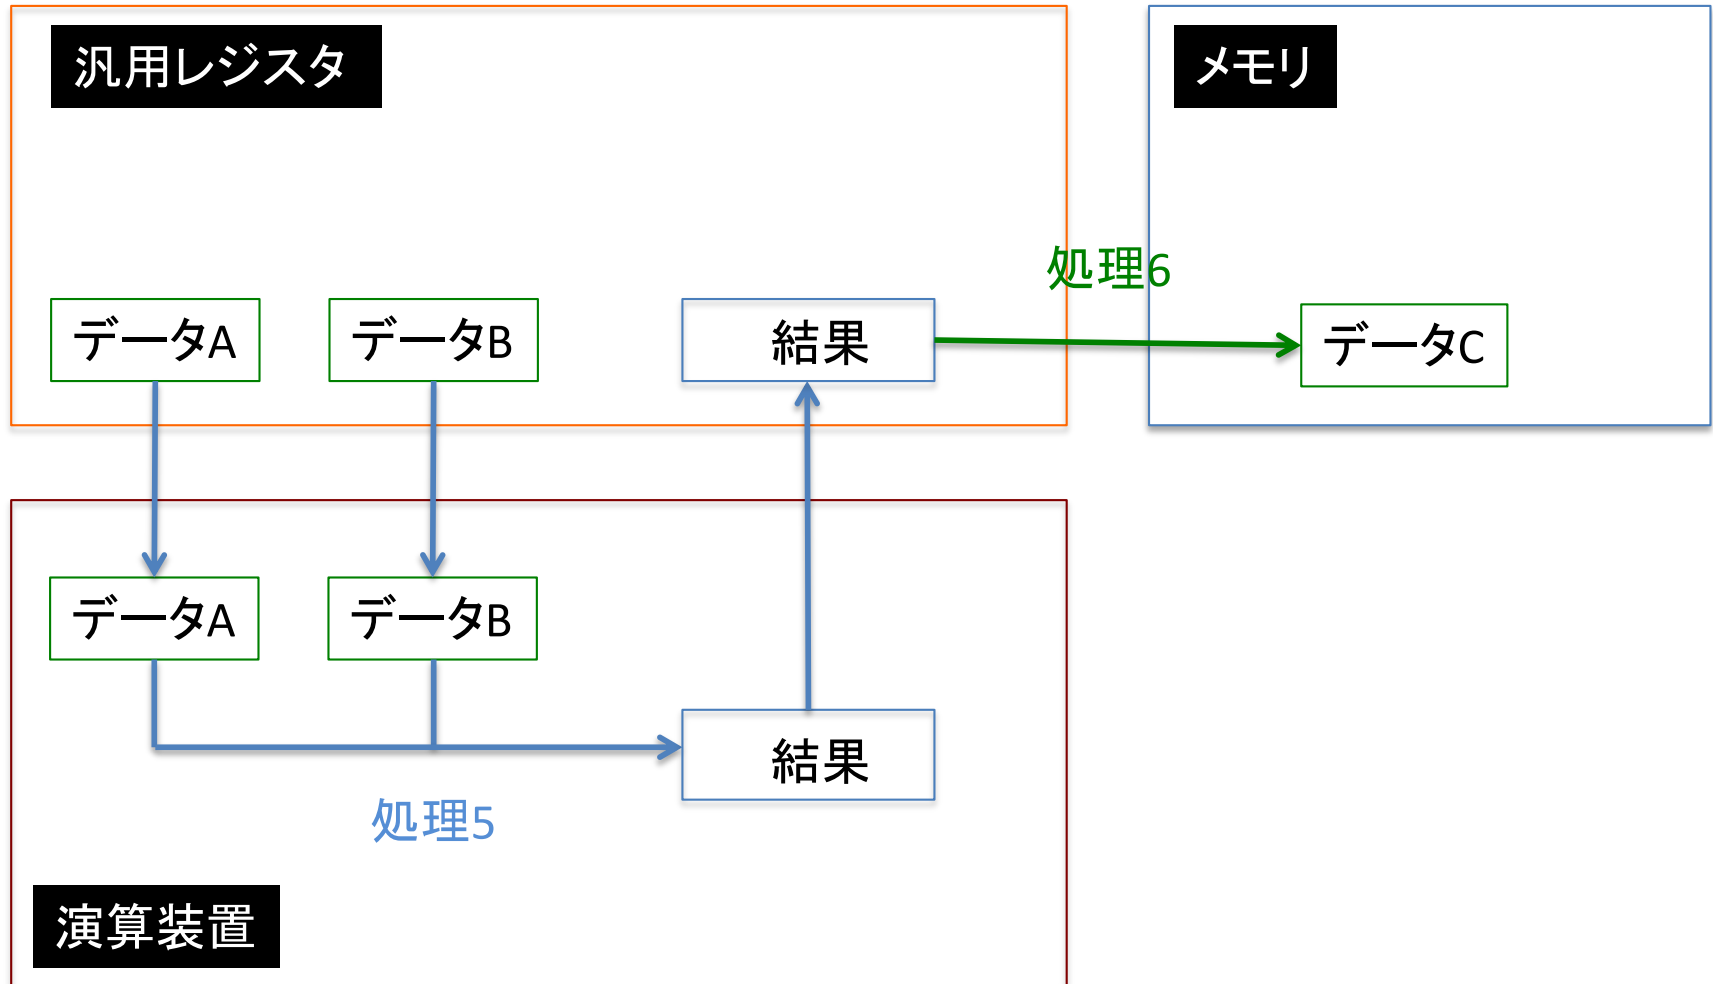 汎用レジスタ
メモリ
処理6
データA
データB
結果
データC
データA
データB
結果
処理5
演算装置